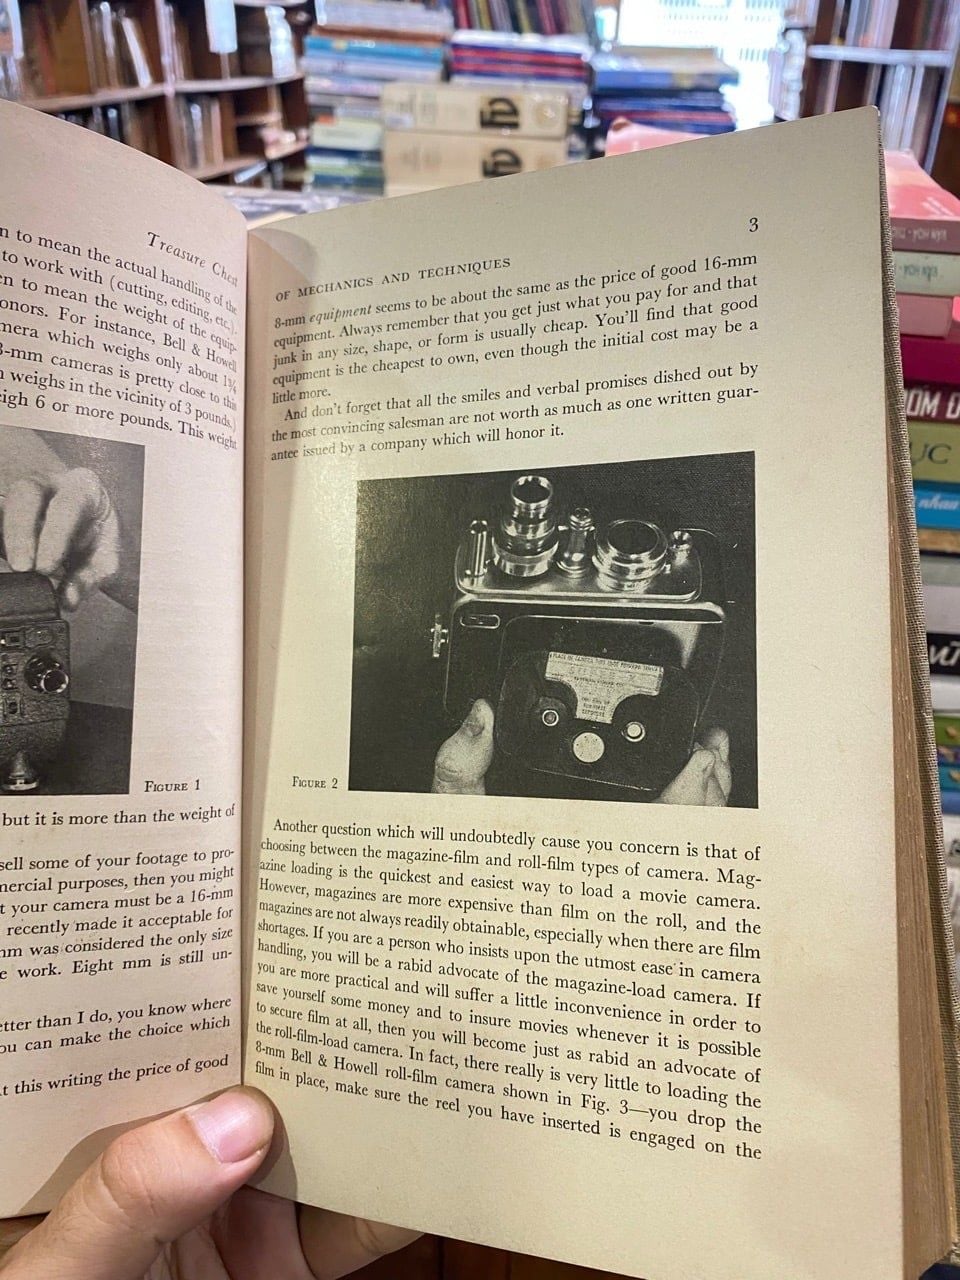 Treasure Chest
n to mean the actual handling of the
to work with (cutting, editing, etc.).
en to mean the weight of the equip-
onors. For instance, Bell & Howell
mera which weighs only about 1¾
8-mm cameras is pretty close to this
n weighs in the vicinity of 3 pounds.)
eigh 6 or more pounds. This weight
FIGURE 1
but it is more than the weight of
sell some of your footage to pro-
mercial purposes, then you might
t your camera must be a 16-mm
recently made it acceptable for
nm was considered the only size
e work. Eight mm is still un-
etter than I do, you know where
ou can make the choice which
t this writing the price of good
3
OF MECHANICS AND TECHNIQUES
8-mm equipment seems to be about the same as the price of good 16-mm
equipment. Always remember that you get just what you pay for and that
junk in any size, shape, or form is usually cheap. You'll find that good
equipment is the cheapest to own, even though the initial cost may be a
little more.
And don't forget that all the smiles and verbal promises dished out by
the most convincing salesman are not worth as much as one written guar-
antee issued by a company which will honor it.
FIGURE 2
Another question which will undoubtedly cause you concern is that of
choosing between the magazine-film and roll-film types of camera. Mag-
azine loading is the quickest and easiest way to load a movie camera.
However, magazines are more expensive than film on the roll, and the
magazines are not always readily obtainable, especially when there are film
shortages. If you are a person who insists upon the utmost ease in camera
handling, you will be a rabid advocate of the magazine-load camera. If
you are more practical and will suffer a little inconvenience in order to
save yourself some money and to insure movies whenever it is possible
to secure film at all, then you will become just as rabid an advocate of
the roll-film-load camera. In fact, there really is very little to loading the
8-mm Bell & Howell roll-film camera shown in Fig. 3—you drop the
film in place, make sure the reel you have inserted is engaged on the